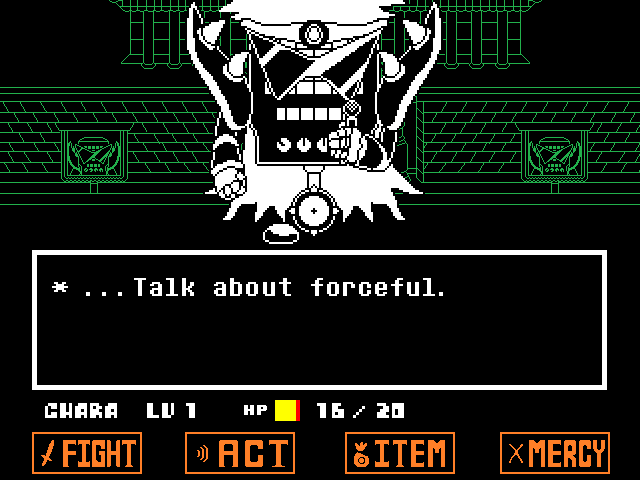 * ...Talk about forceful.
CHARA LV 1 HP 16 / 20
FIGHT ACT ITEM MERCY